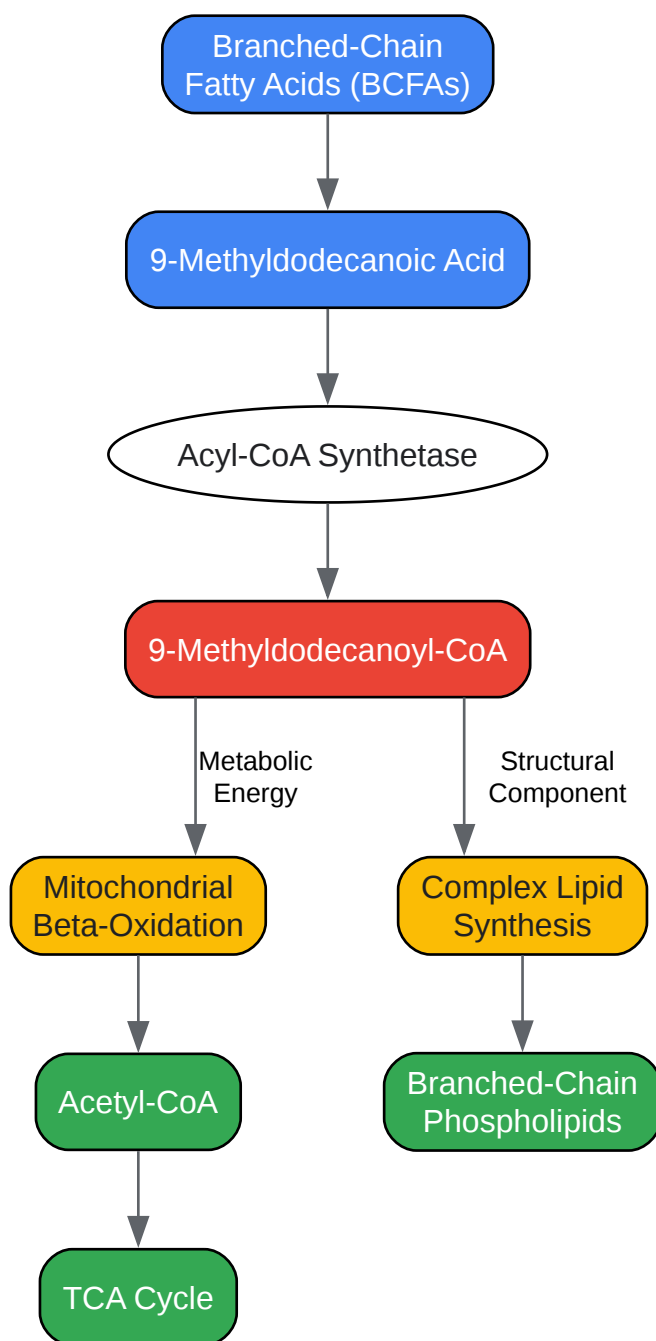 Branched-Chain
Fatty Acids (BCFAs)
9-Methyldodecanoic Acid
Acyl-CoA Synthetase
9-Methyldodecanoyl-CoA
Metabolic
Energy
Structural
Component
Mitochondrial
Beta-Oxidation
Complex Lipid
Synthesis
Acetyl-CoA
Branched-Chain
Phospholipids
TCA Cycle